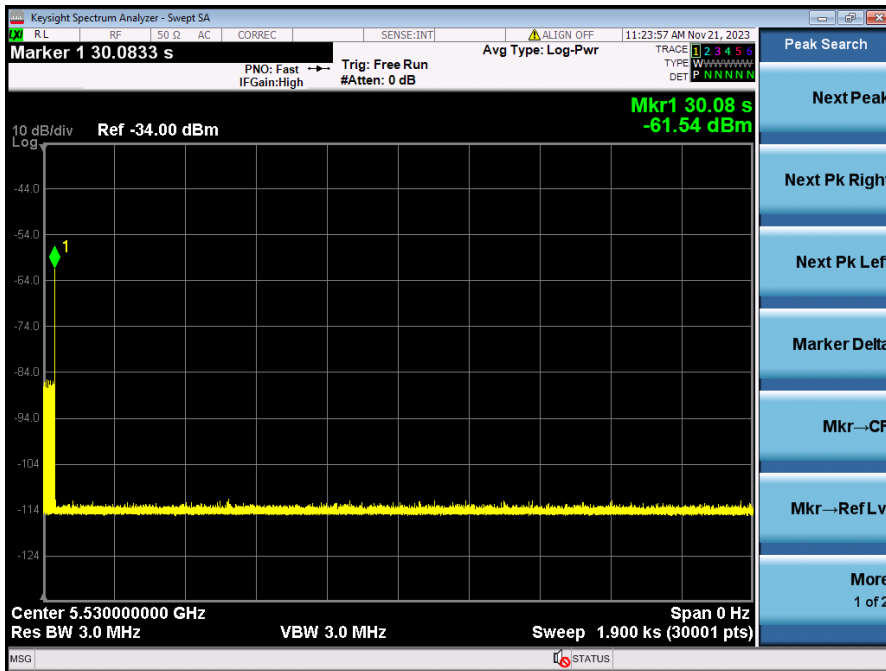 Keysight Spectrum Analyzer - Swept SA
LXI RL RF 50 Ω AC CORREC SENSE:INT ALIGN OFF 11:23:57 AM Nov 21, 2023
Marker 1 30.0833 s
PNO: Fast
IFGain:High
Trig: Free Run
#Atten: 0 dB
Avg Type: Log-Pwr
TRACE 1 2 3 4 5 6
TYPE WWWWWW
DET P N N N N N
Mkr1 30.08 s
-61.54 dBm
10 dB/div Ref -34.00 dBm
Log
-44.0
1
-54.0
-64.0
-74.0
-84.0
-94.0
-104
-114
-124
Center 5.530000000 GHz Span 0 Hz
Res BW 3.0 MHz VBW 3.0 MHz Sweep 1.900 ks (30001 pts)
MSG STATUS
Peak Search
Next Peak
Next Pk Right
Next Pk Lef
Marker Delta
Mkr→CF
Mkr→Ref Lv
More
1 of 2